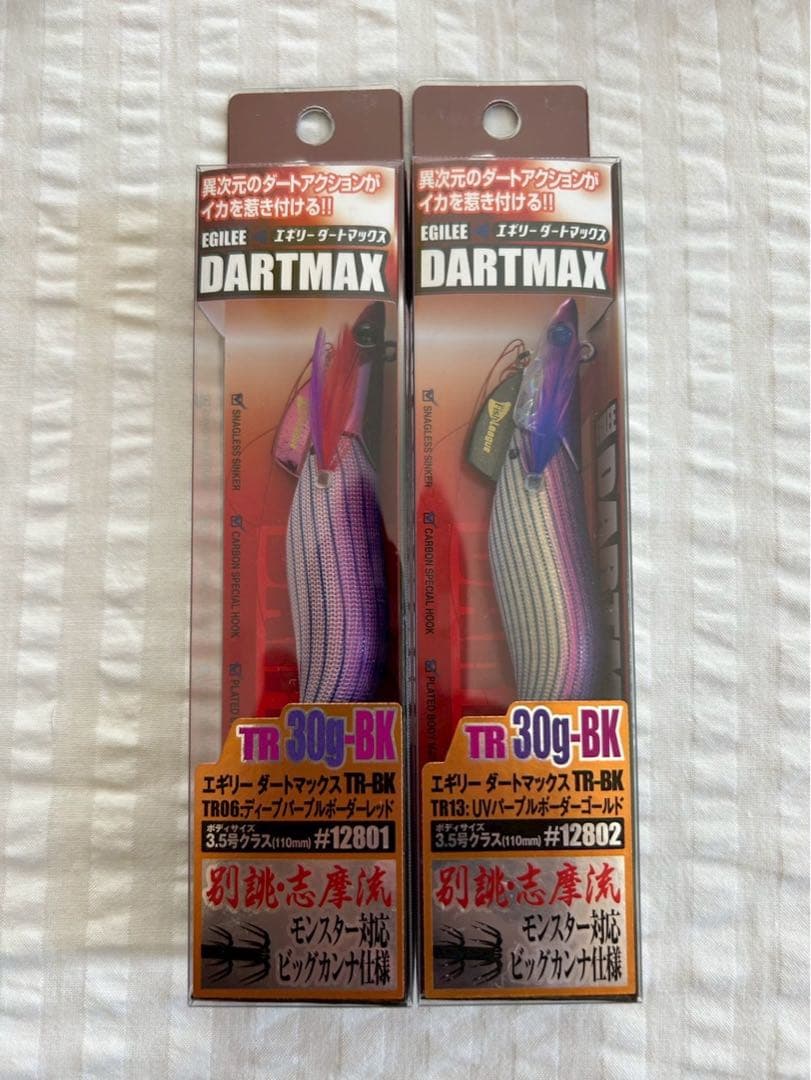 異次元のダートアクションが
イカを惹き付ける!!
EGILEE エギリーダートマックス
DARTMAX
SNAGLESS SINKER
CARBON SPECIAL HOOK
PLATED BODY
TR 30g-BK
エギリー ダートマックス TR-BK
TR06:ディープパープルボーダーレッド
ボディサイズ
3.5号クラス(110mm) #12801
別誂・志摩流
モンスター対応
ビッグカンナ仕様
異次元のダートアクションが
イカを惹き付ける!!
EGILEE エギリーダートマックス
DARTMAX
Fish League
SNAGLESS SINKER
CARBON SPECIAL HOOK
PLATED BODY
TR 30g-BK
エギリー ダートマックス TR-BK
TR13: UVパープルボーダーゴールド
ボディサイズ
3.5号クラス(110mm) #12802
別誂・志摩流
モンスター対応
ビッグカンナ仕様